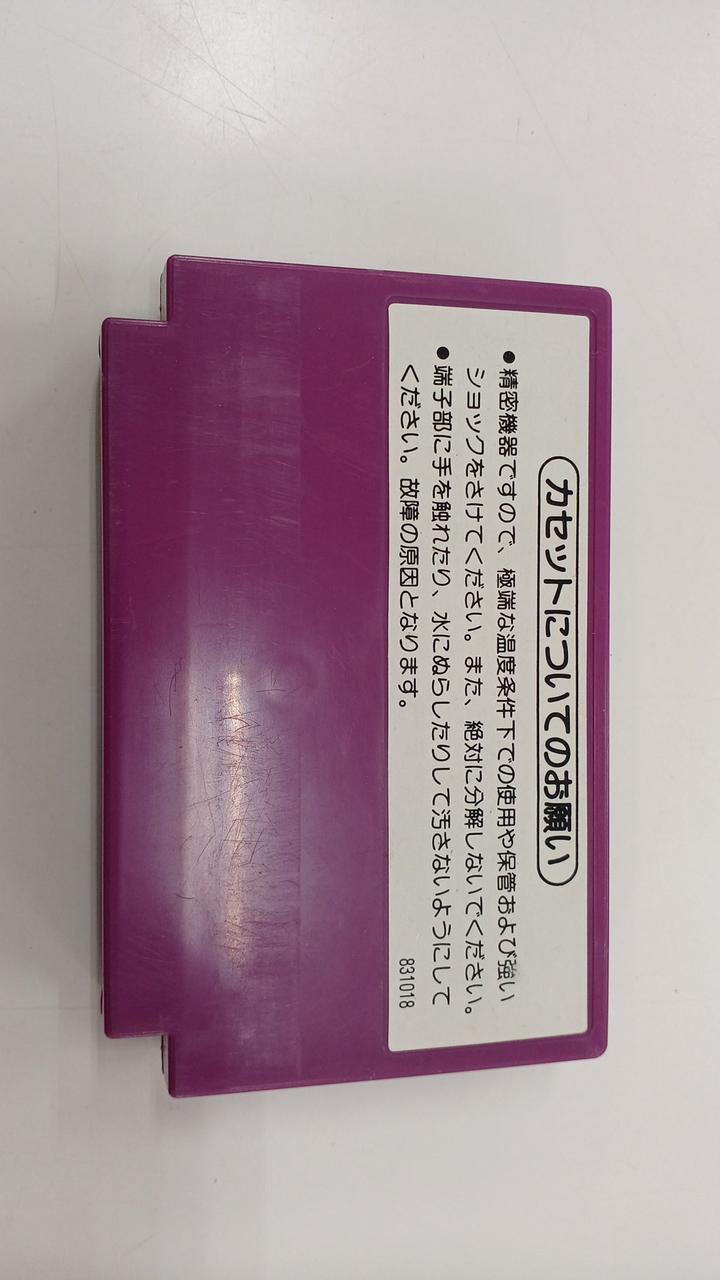 カセットについてのお願い
●精密機器ですので、極端な温度条件下での使用や保管および強い
ショックをさけてください。また、絶対に分解しないでください。
●端子部に手を触れたり、水にぬらしたりして汚さないようにして
ください。故障の原因となります。
831018